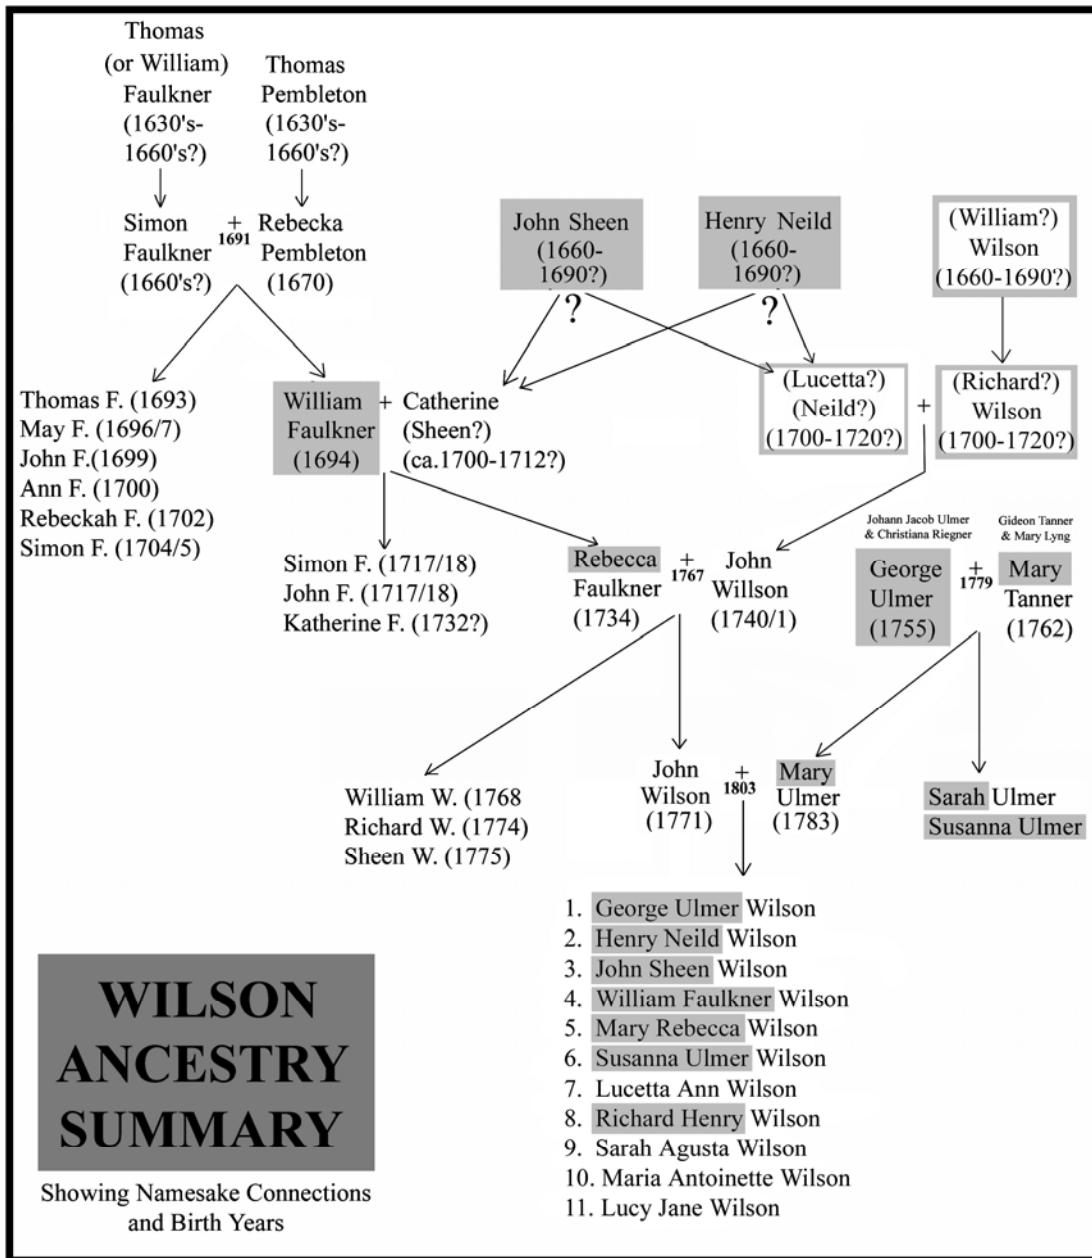 Thomas
(or William)
Faulkner
(1630's-
1660's?)
Thomas
Pembleton
(1630's-
1660's?)
Simon
Faulkner
(1660's?)
+
1691
Rebecka
Pembleton
(1670)
John Sheen
(1660-
1690?)
?
Henry Neild
(1660-
1690?)
?
(William?)
Wilson
(1660-1690?)
Thomas F. (1693)
May F. (1696/7)
John F.(1699)
Ann F. (1700)
Rebeckah F. (1702)
Simon F. (1704/5)
William
Faulkner
(1694)
+
Catherine
(Sheen?)
(ca.1700-1712?)
(Lucetta?)
(Neild?)
(1700-1720?)
+
(Richard?)
Wilson
(1700-1720?)
Simon F. (1717/18)
John F. (1717/18)
Katherine F. (1732?)
Rebecca
Faulkner
(1734)
+
1767
John
Willson
(1740/1)
Johann Jacob Ulmer
& Christiana Riegner
George
Ulmer
(1755)
+
1779
Gideon Tanner
& Mary Lyng
Mary
Tanner
(1762)
William W. (1768
Richard W. (1774)
Sheen W. (1775)
John
Wilson
(1771)
+
1803
Mary
Ulmer
(1783)
Sarah Ulmer
Susanna Ulmer
1. George Ulmer Wilson
2. Henry Neild Wilson
3. John Sheen Wilson
4. William Faulkner Wilson
5. Mary Rebecca Wilson
6. Susanna Ulmer Wilson
7. Lucetta Ann Wilson
8. Richard Henry Wilson
9. Sarah Agusta Wilson
10. Maria Antoinette Wilson
11. Lucy Jane Wilson
WILSON
ANCESTRY
SUMMARY
Showing Namesake Connections
and Birth Years